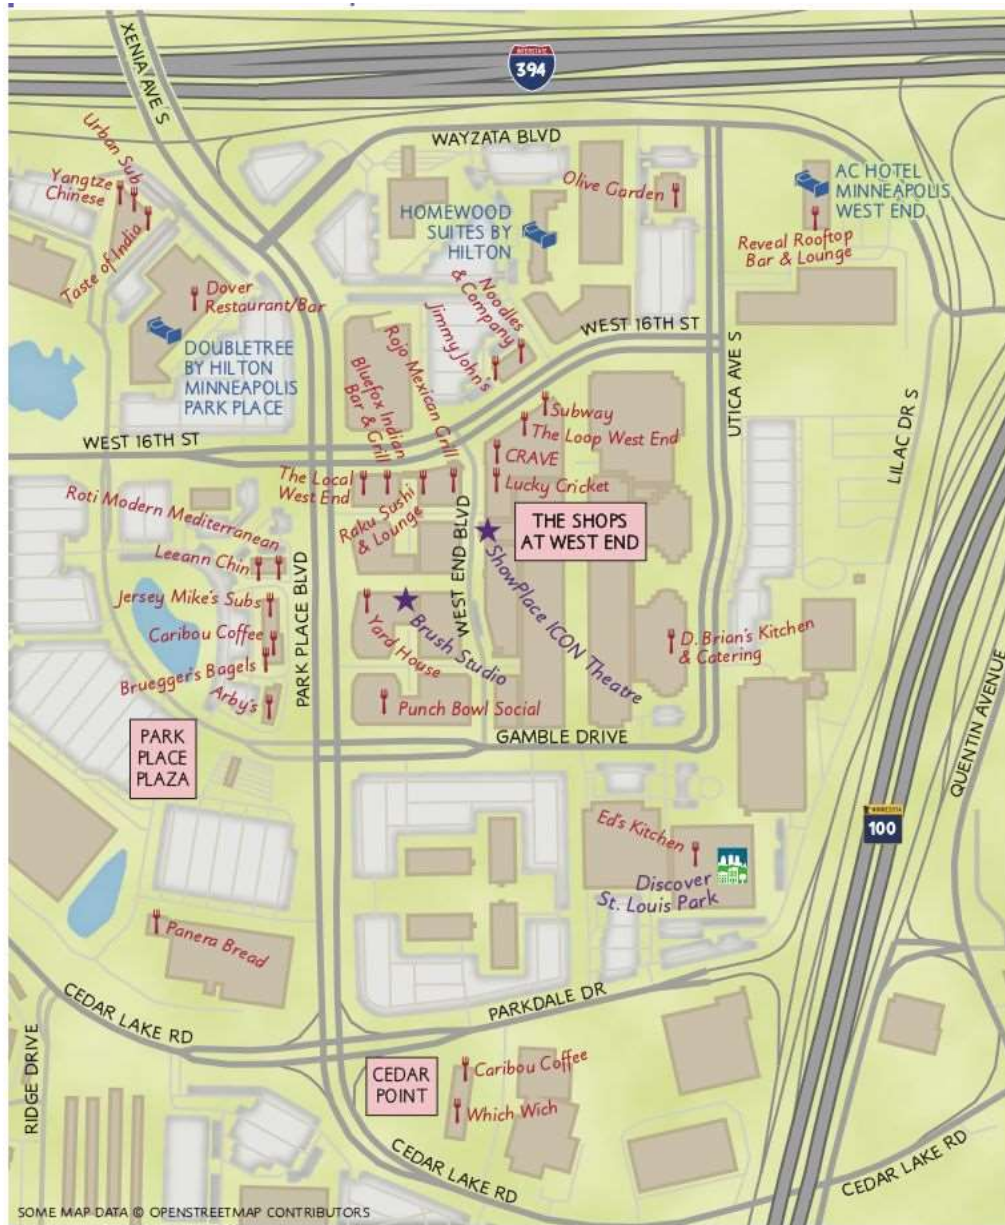 XENIA AVE S
INTERSTATE
394
WAYZATA BLVD
Urban Sub
Yangtze
Chinese
Taste of India
Olive Garden
AC HOTEL
MINNEAPOLIS
WEST END
HOMEWOOD
SUITES BY
HILTON
Reveal Rooftop
Bar & Lounge
Dover
Restaurant/Bar
DOUBLETREE
BY HILTON
MINNEAPOLIS
PARK PLACE
Noodles
& Company
Jimmy John's
Rojo Mexican Grill
Bluefox Indian
Bar & Grill
WEST 16TH ST
UTICA AVE S
LILAC DR S
WEST 16TH ST
Subway
The Loop West End
CRAVE
Lucky Cricket
The Local
West End
Raku Sushi
& Lounge
Roti Modern Mediterranean
Leeann Chin
Jersey Mike's Subs
Caribou Coffee
Bruegger's Bagels
Arby's
PARK PLACE BLVD
WEST END BLVD
THE SHOPS
AT WEST END
ShowPlace ICON Theatre
Brush Studio
Yard House
Punch Bowl Social
D. Brian's Kitchen
& Catering
QUENTIN AVENUE
PARK
PLACE
PLAZA
GAMBLE DRIVE
MINNESOTA
100
Ed's Kitchen
Discover
St. Louis Park
Panera Bread
CEDAR LAKE RD
PARKDALE DR
RIDGE DRIVE
CEDAR
POINT
Caribou Coffee
Which Wich
CEDAR LAKE RD
CEDAR LAKE RD
SOME MAP DATA © OPENSTREETMAP CONTRIBUTORS